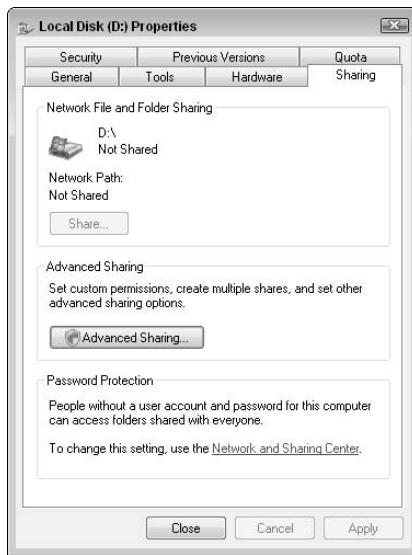 Local Disk (D:) Properties
Security Previous Versions Quota
General Tools Hardware Sharing
Network File and Folder Sharing
D:\
Not Shared
Network Path:
Not Shared
Share...
Advanced Sharing
Set custom permissions, create multiple shares, and set other
advanced sharing options.
Advanced Sharing...
Password Protection
People without a user account and password for this computer
can access folders shared with everyone.
To change this setting, use the Network and Sharing Center.
Close Cancel Apply